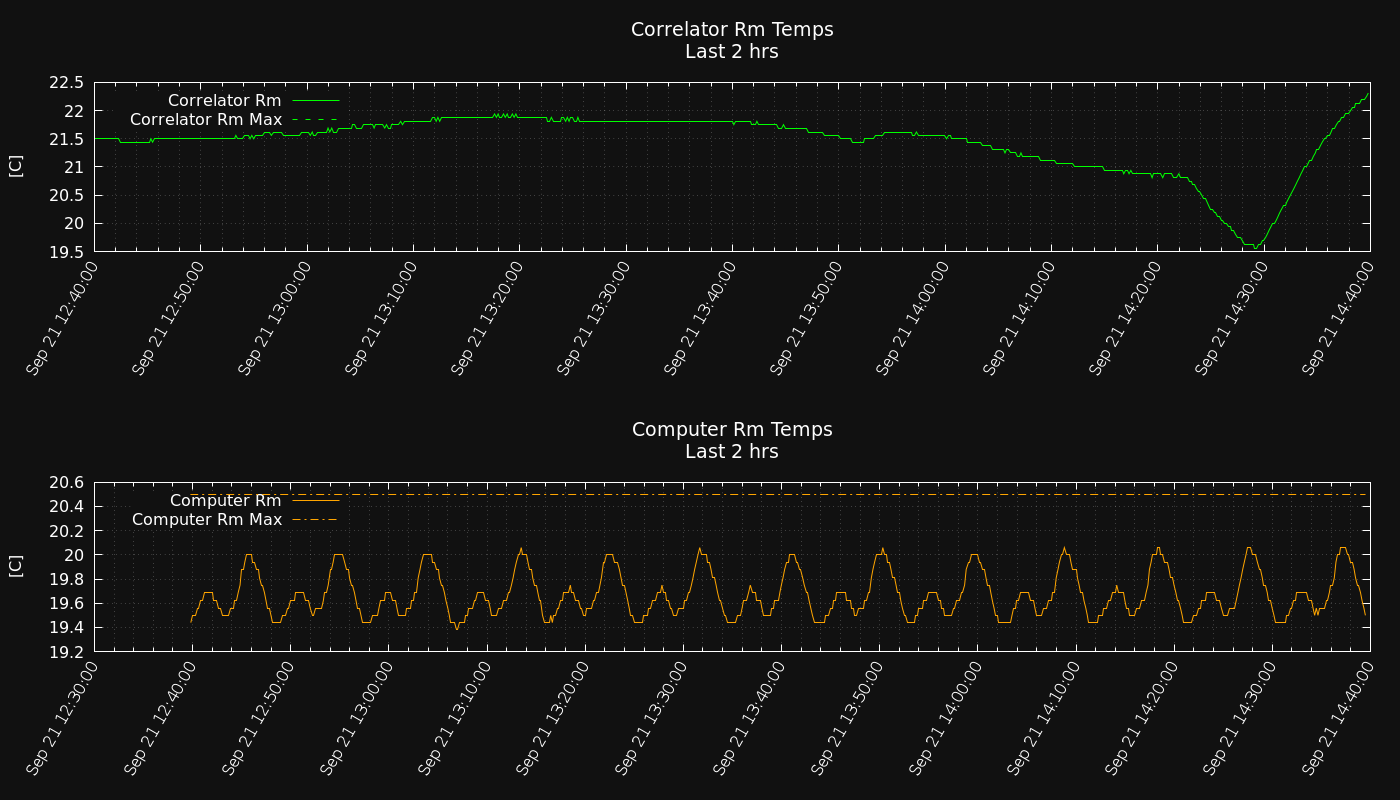 Correlator Rm Temps
Last 2 hrs
22.5
22
21.5
21
20.5
20
19.5
[C]
Correlator Rm
Correlator Rm Max
Sep 21 12:40:00
Sep 21 12:50:00
Sep 21 13:00:00
Sep 21 13:10:00
Sep 21 13:20:00
Sep 21 13:30:00
Sep 21 13:40:00
Sep 21 13:50:00
Sep 21 14:00:00
Sep 21 14:10:00
Sep 21 14:20:00
Sep 21 14:30:00
Sep 21 14:40:00
Computer Rm Temps
Last 2 hrs
20.6
20.4
20.2
20
19.8
19.6
19.4
19.2
[C]
Computer Rm
Computer Rm Max
Sep 21 12:30:00
Sep 21 12:40:00
Sep 21 12:50:00
Sep 21 13:00:00
Sep 21 13:10:00
Sep 21 13:20:00
Sep 21 13:30:00
Sep 21 13:40:00
Sep 21 13:50:00
Sep 21 14:00:00
Sep 21 14:10:00
Sep 21 14:20:00
Sep 21 14:30:00
Sep 21 14:40:00